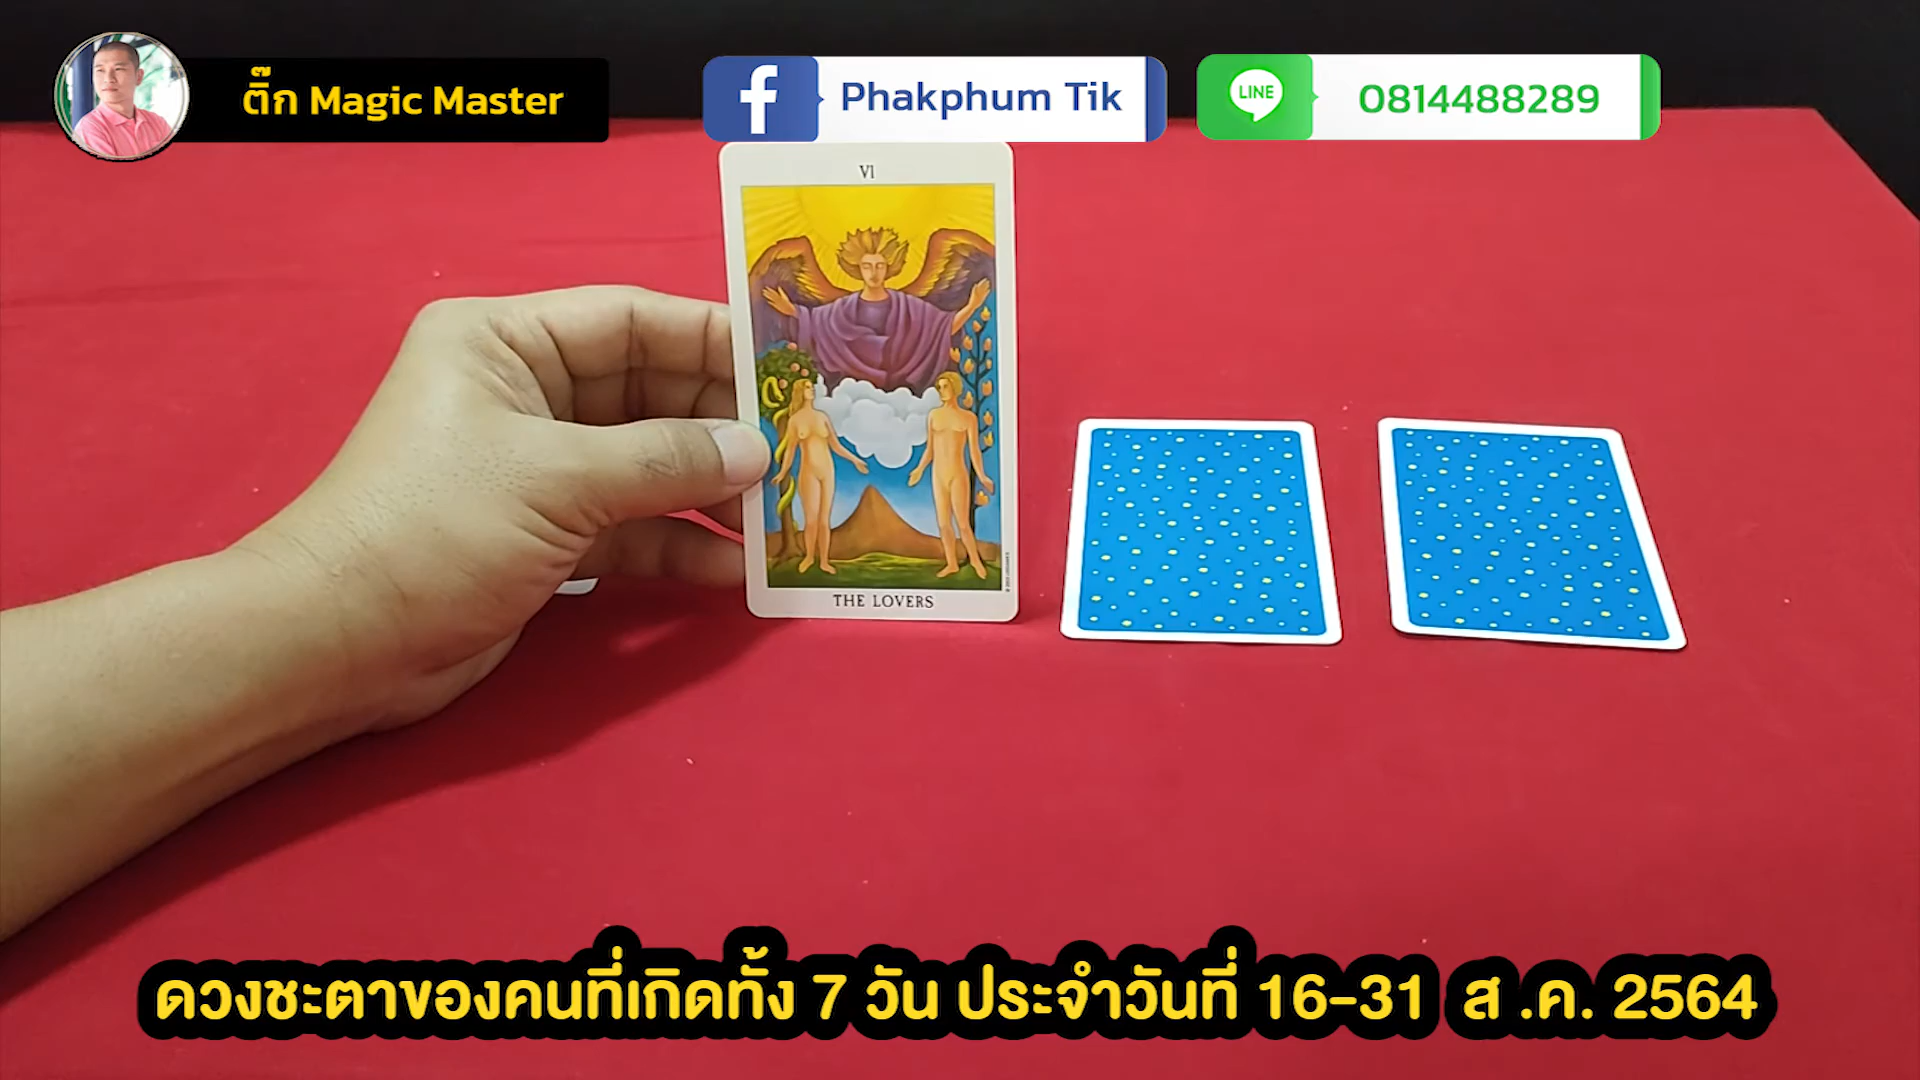 ติ๊ก Magic Master
f Phakphum Tik
LINE 0814488289
VI
THE LOVERS
ดวงชะตาของคนที่เกิดทั้ง 7 วัน ประจำวันที่ 16-31 ส .ค. 2564